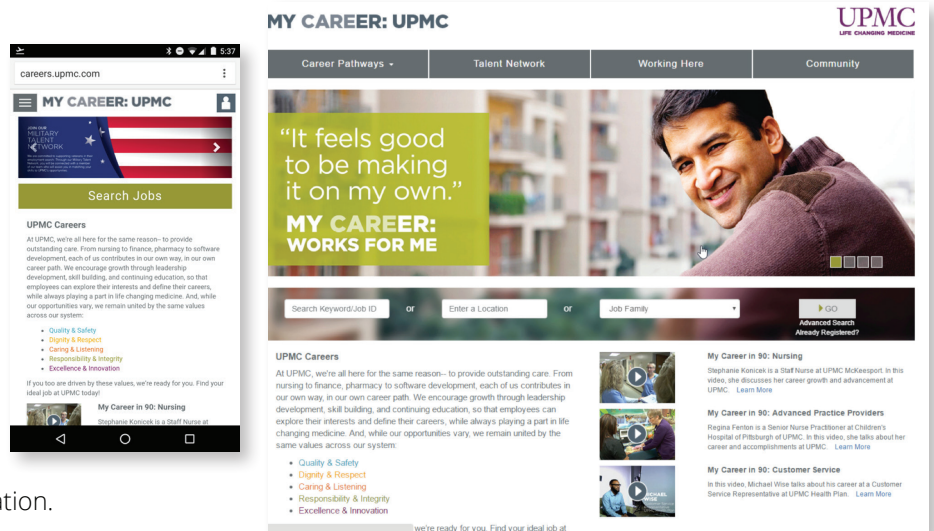 5:37
careers.upmc.com
MY CAREER: UPMC
JOIN OUR
MILITARY
TALENT
NETWORK
Search Jobs
UPMC Careers
At UPMC, we're all here for the same reason-- to provide
outstanding care. From nursing to finance, pharmacy to software
development, each of us contributes in our own way, in our own
career path. We encourage growth through leadership
development, skill building, and continuing education, so that
employees can explore their interests and define their careers,
while always playing a part in life changing medicine. And, while
our opportunities vary, we remain united by the same values
across our system:
• Quality & Safety
• Dignity & Respect
• Caring & Listening
• Responsibility & Integrity
• Excellence & Innovation
If you too are driven by these values, we're ready for you. Find your
ideal job at UPMC today!
My Career in 90: Nursing
Stephanie Konicek is a Staff Nurse at
ation.
MY CAREER: UPMC
UPMC
LIFE CHANGING MEDICINE
Career Pathways
Talent Network
Working Here
Community
“It feels good
to be making
it on my own.”
MY CAREER:
WORKS FOR ME
Search Keyword/Job ID or Enter a Location or Job Family GO
Advanced Search
Already Registered?
UPMC Careers
At UPMC, we're all here for the same reason-- to provide outstanding care. From
nursing to finance, pharmacy to software development, each of us contributes in
our own way, in our own career path. We encourage growth through leadership
development, skill building, and continuing education, so that employees can
explore their interests and define their careers, while always playing a part in life
changing medicine. And, while our opportunities vary, we remain united by the
same values across our system:
• Quality & Safety
• Dignity & Respect
• Caring & Listening
• Responsibility & Integrity
• Excellence & Innovation
we're ready for you. Find your ideal job at
My Career in 90: Nursing
Stephanie Konicek is a Staff Nurse at UPMC McKeesport. In this
video, she discusses her career growth and advancement at
UPMC. Learn More
My Career in 90: Advanced Practice Providers
Regina Fenton is a Senior Nurse Practitioner at Children's
Hospital of Pittsburgh of UPMC. In this video, she talks about her
career and accomplishments at UPMC. Learn More
MICHAEL
WISE
My Career in 90: Customer Service
In this video, Michael Wise talks about his career at a Customer
Service Representative at UPMC Health Plan. Learn More